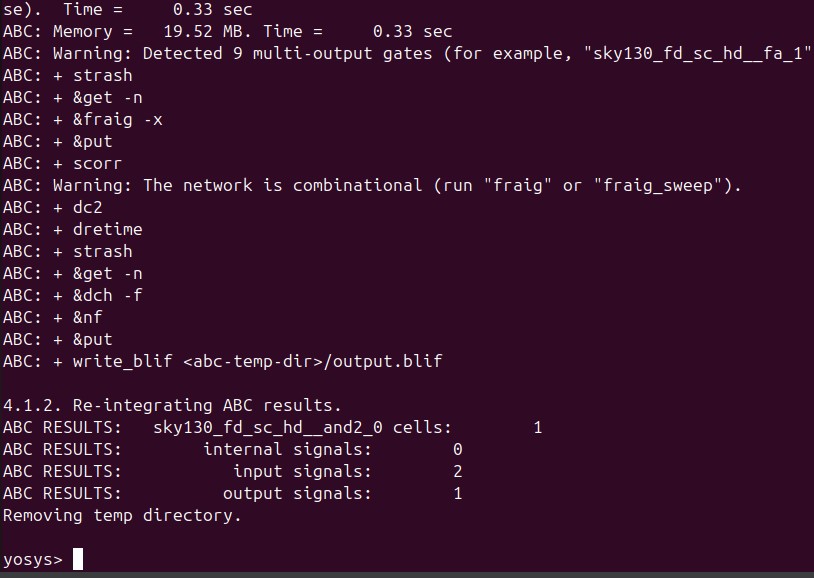 se).  Time =     0.33 sec
ABC: Memory =   19.52 MB. Time =     0.33 sec
ABC: Warning: Detected 9 multi-output gates (for example, "sky130_fd_sc_hd__fa_1"
ABC: + strash
ABC: + &get -n
ABC: + &fraig -x
ABC: + &put
ABC: + scorr
ABC: Warning: The network is combinational (run "fraig" or "fraig_sweep").
ABC: + dc2
ABC: + dretime
ABC: + strash
ABC: + &get -n
ABC: + &dch -f
ABC: + &nf
ABC: + &put
ABC: + write_blif <abc-temp-dir>/output.blif
4.1.2. Re-integrating ABC results.
ABC RESULTS:   sky130_fd_sc_hd__and2_0 cells:        1
ABC RESULTS:        internal signals:        0
ABC RESULTS:           input signals:        2
ABC RESULTS:          output signals:        1
Removing temp directory.
yosys>